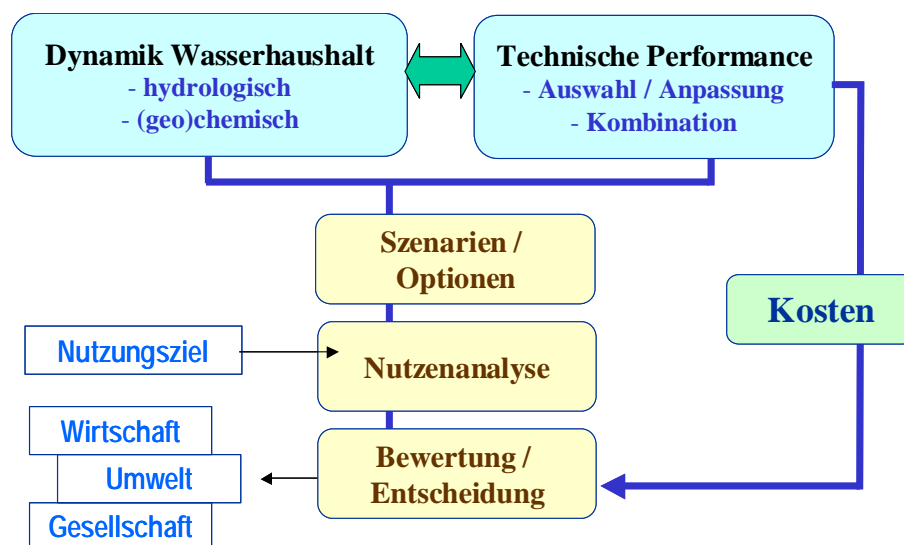 Dynamik Wasserhaushalt
- hydrologisch
- (geo)chemisch
Technische Performance
- Auswahl / Anpassung
- Kombination
Szenarien /
Optionen
Kosten
Nutzungsziel
Nutzenanalyse
Wirtschaft
Umwelt
Gesellschaft
Bewertung /
Entscheidung